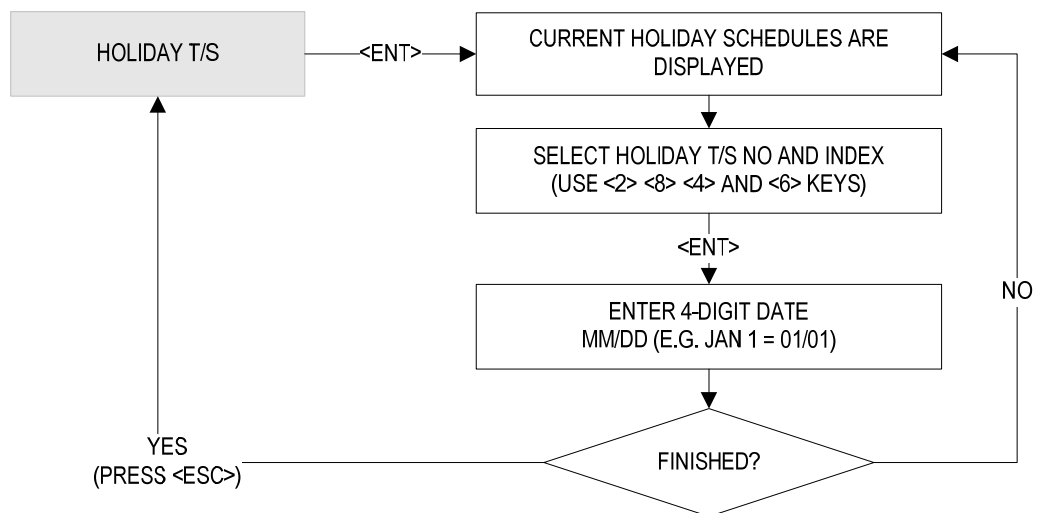 HOLIDAY T/S
<ENT>
CURRENT HOLIDAY SCHEDULES ARE
DISPLAYED
SELECT HOLIDAY T/S NO AND INDEX
(USE <2> <8> <4> AND <6> KEYS)
<ENT>
ENTER 4-DIGIT DATE
MM/DD (E.G. JAN 1 = 01/01)
NO
YES
(PRESS <ESC>)
FINISHED?